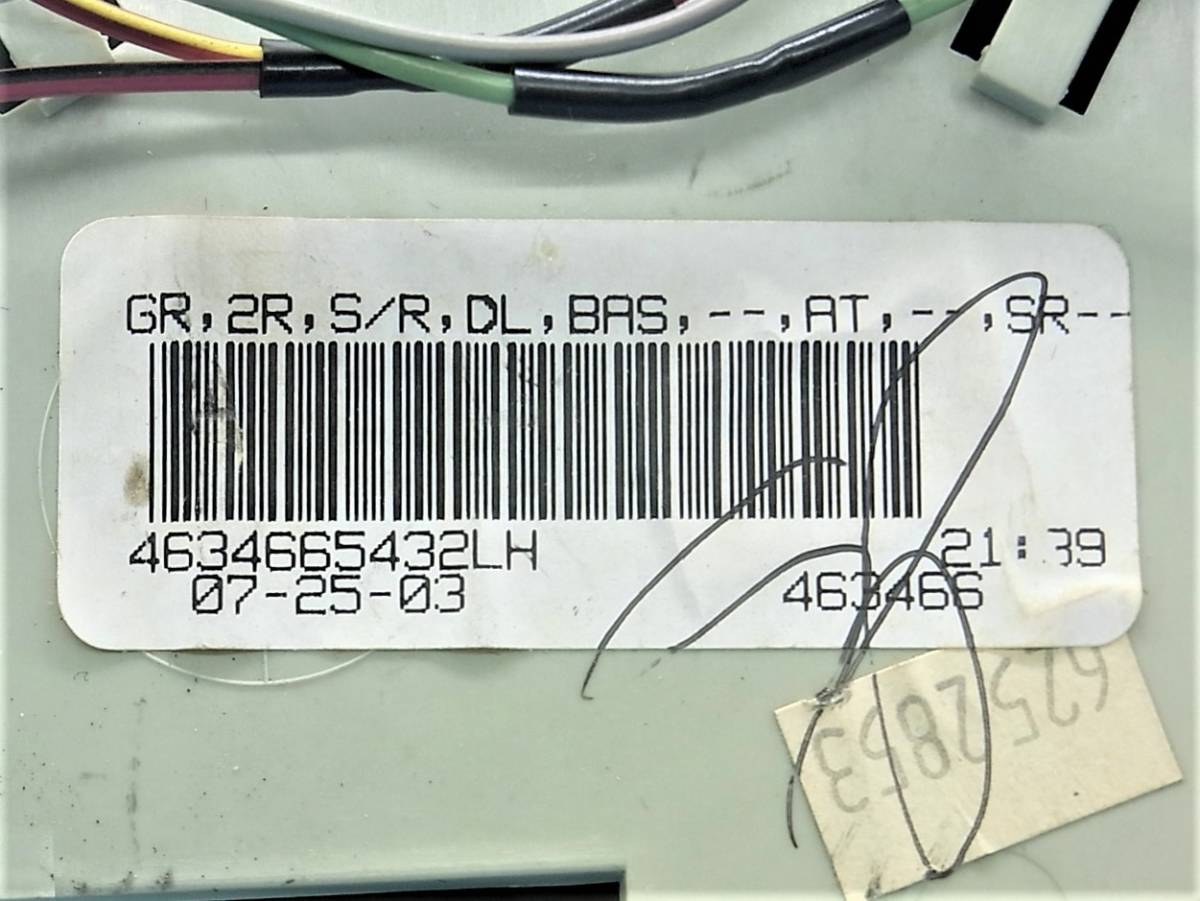 GR,2R,S/R,DL,BAS,--,AT,--,SR--
4634665432LH 21:39
07-25-03 463466
6252853